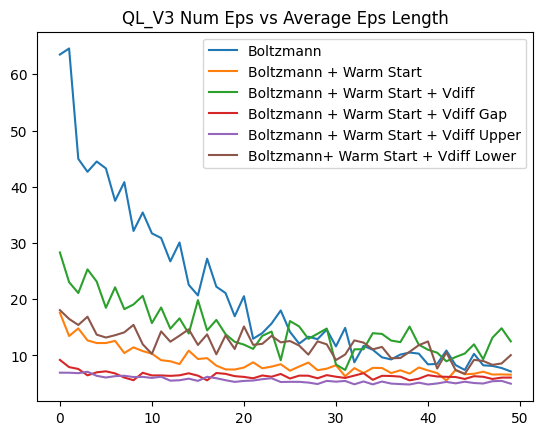 QL_V3 Num Eps vs Average Eps Length
Boltzmann
Boltzmann + Warm Start
Boltzmann + Warm Start + Vdiff
Boltzmann + Warm Start + Vdiff Gap
Boltzmann + Warm Start + Vdiff Upper
Boltzmann+ Warm Start + Vdiff Lower
60
50
40
30
20
10
0 10 20 30 40 50